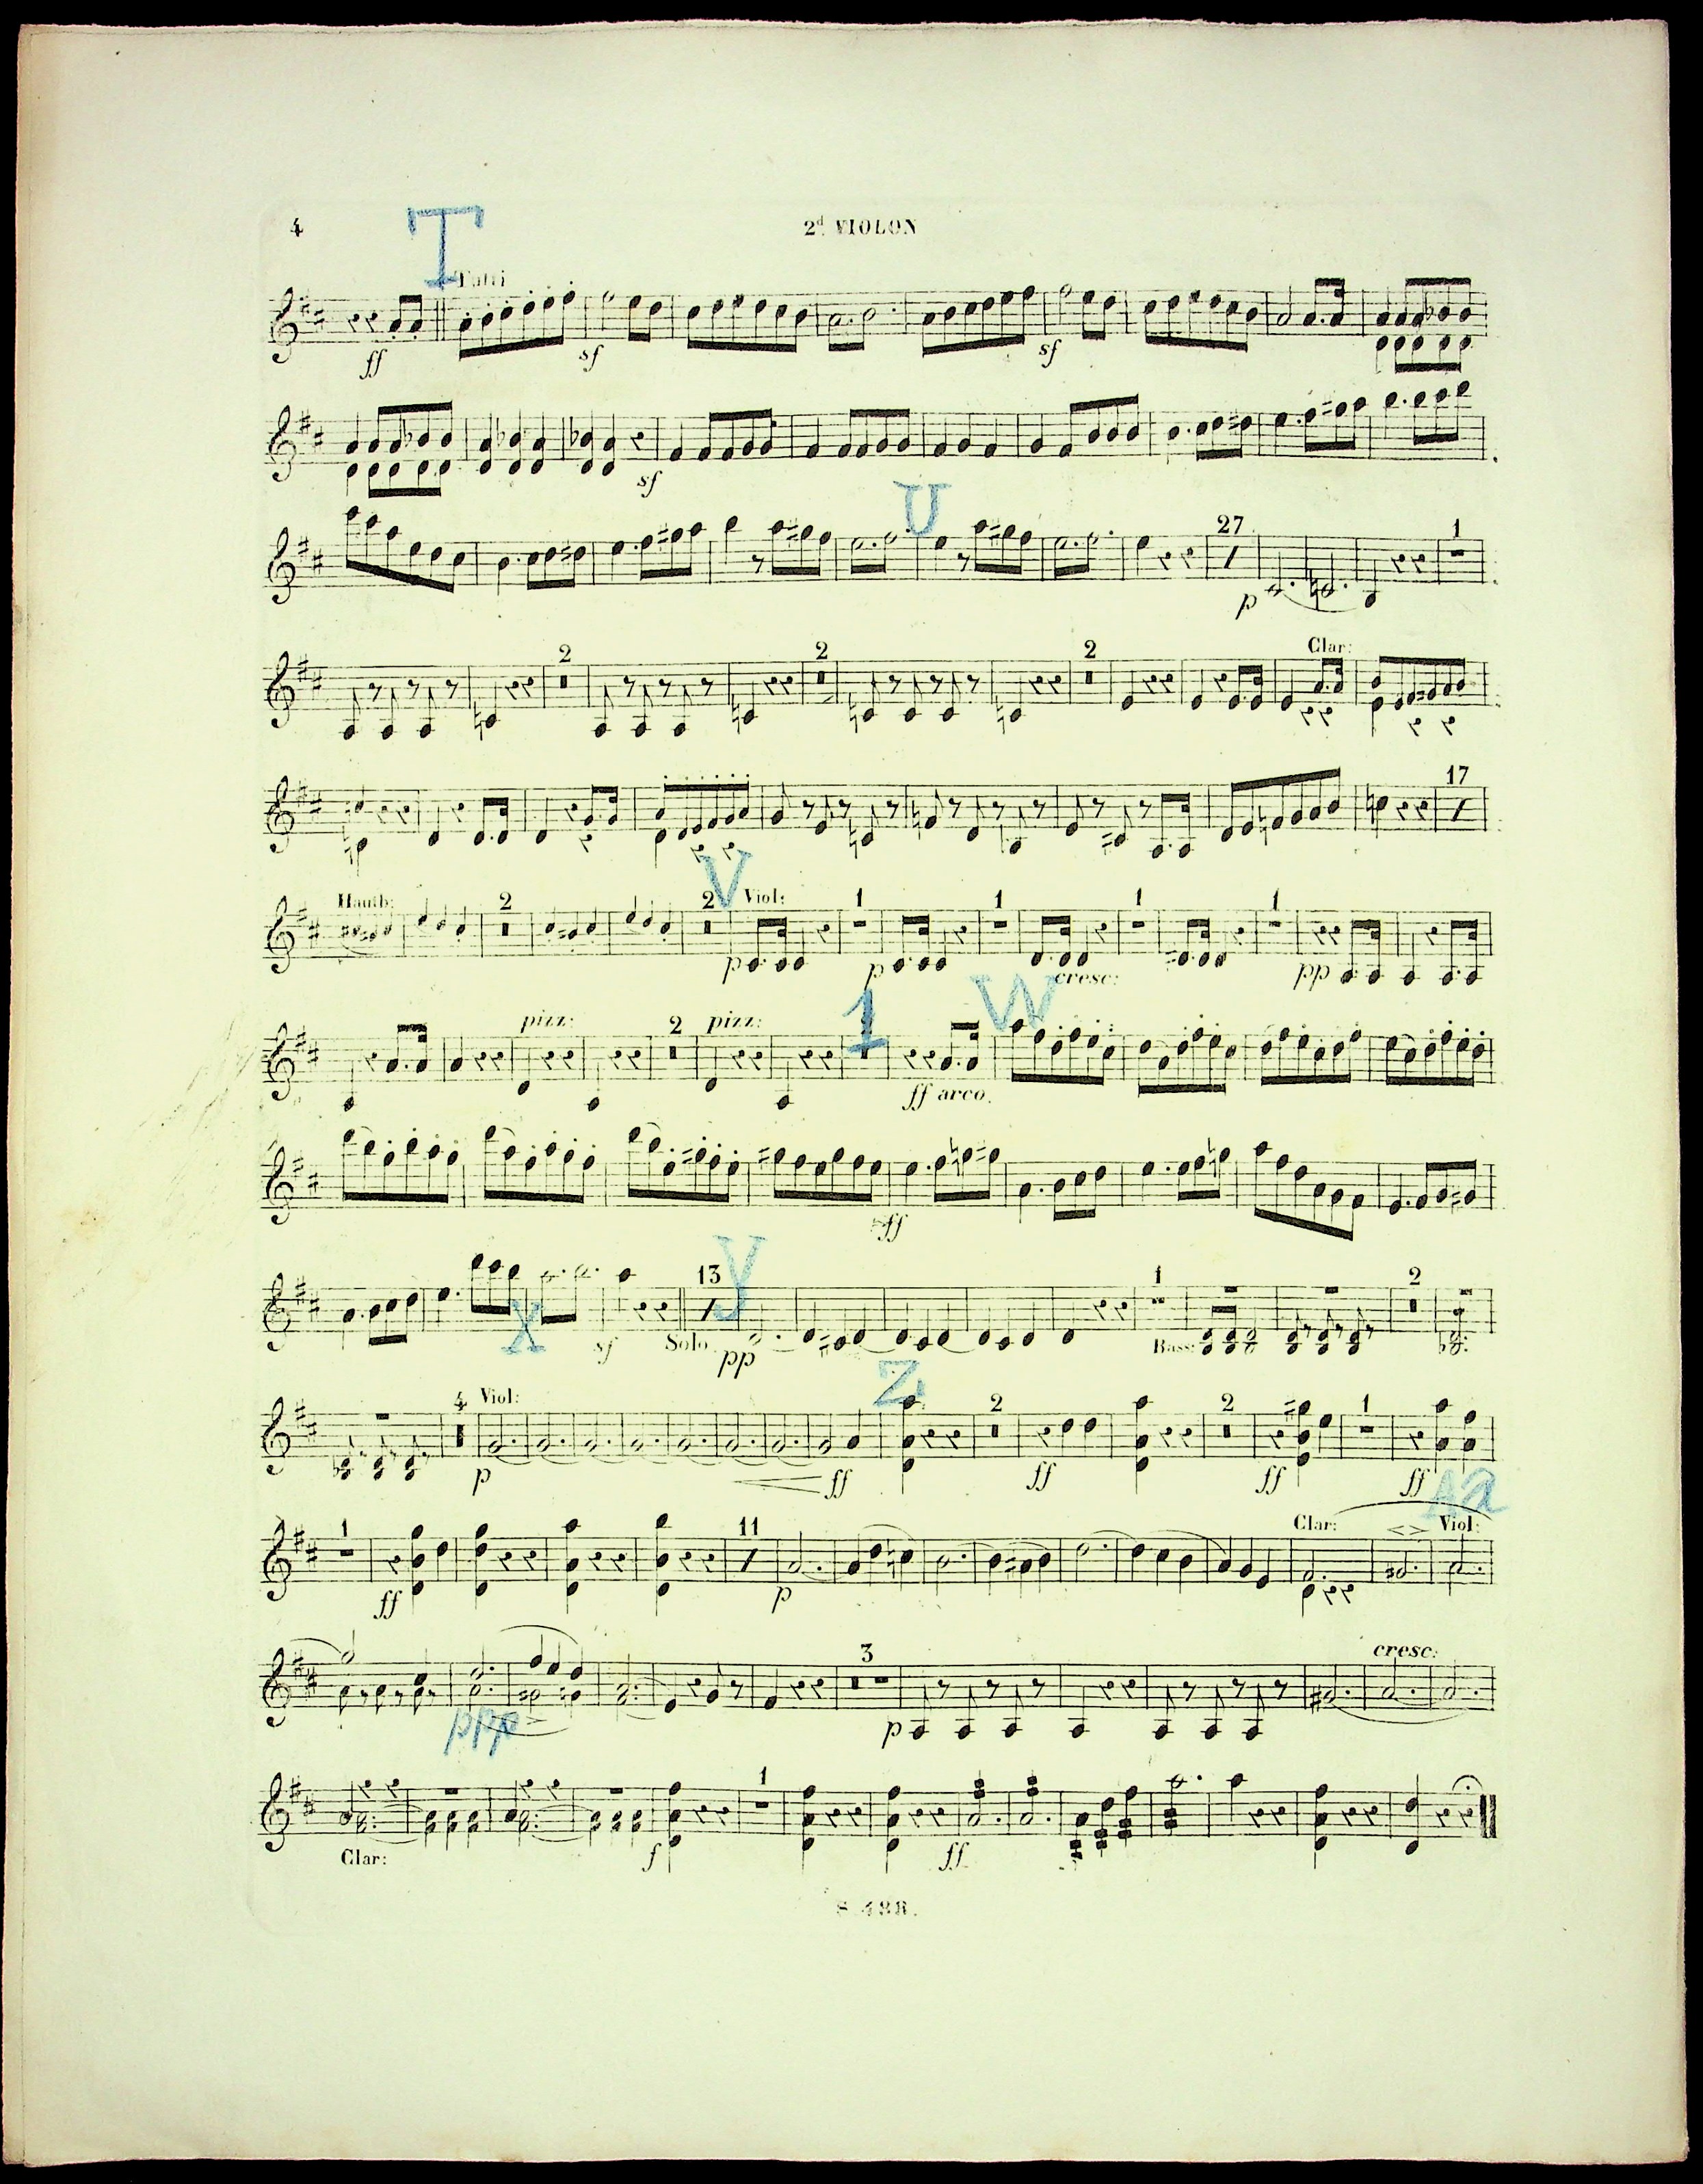 4 2d. VIOLON
T
Tutti
ff sf sf
sf
U
27 1
p
2 2 2 Clar:
17
V
Hautb: 2 2 Viol: 1 1 1 1
p p cresc: pp
pizz: 2 pizz: 1 W
ff arco.
ff
13 y 1 2
X sf Solo pp Bass:
Z
4 Viol: 2 2 1
p ff ff ff ff
Aa
1 11 Clar: Viol:
ff p
3 cresc:
ppp p
1
Clar: f ff
S. 488.